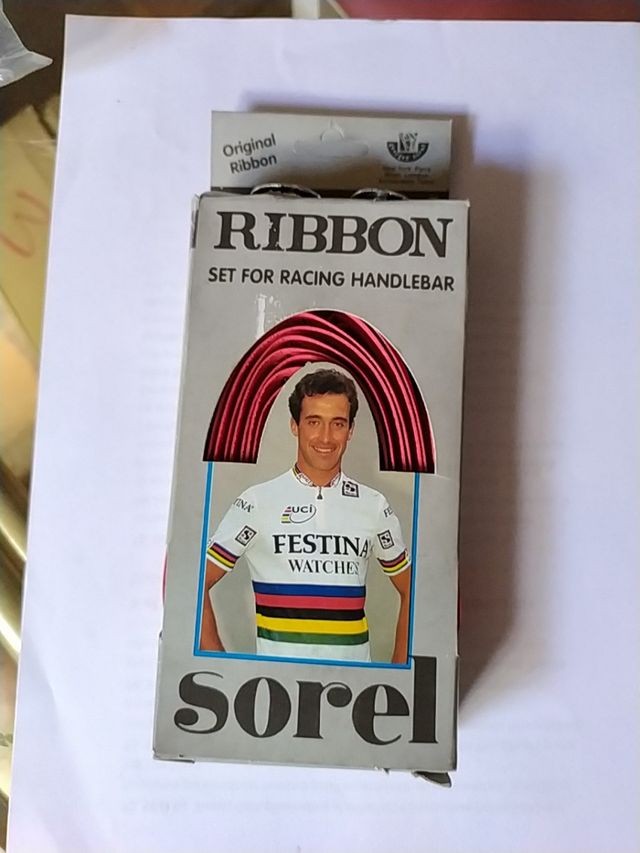 Original
Ribbon
RIBBON
SET FOR RACING HANDLEBAR
UCI
FESTINA
WATCHES
sorel